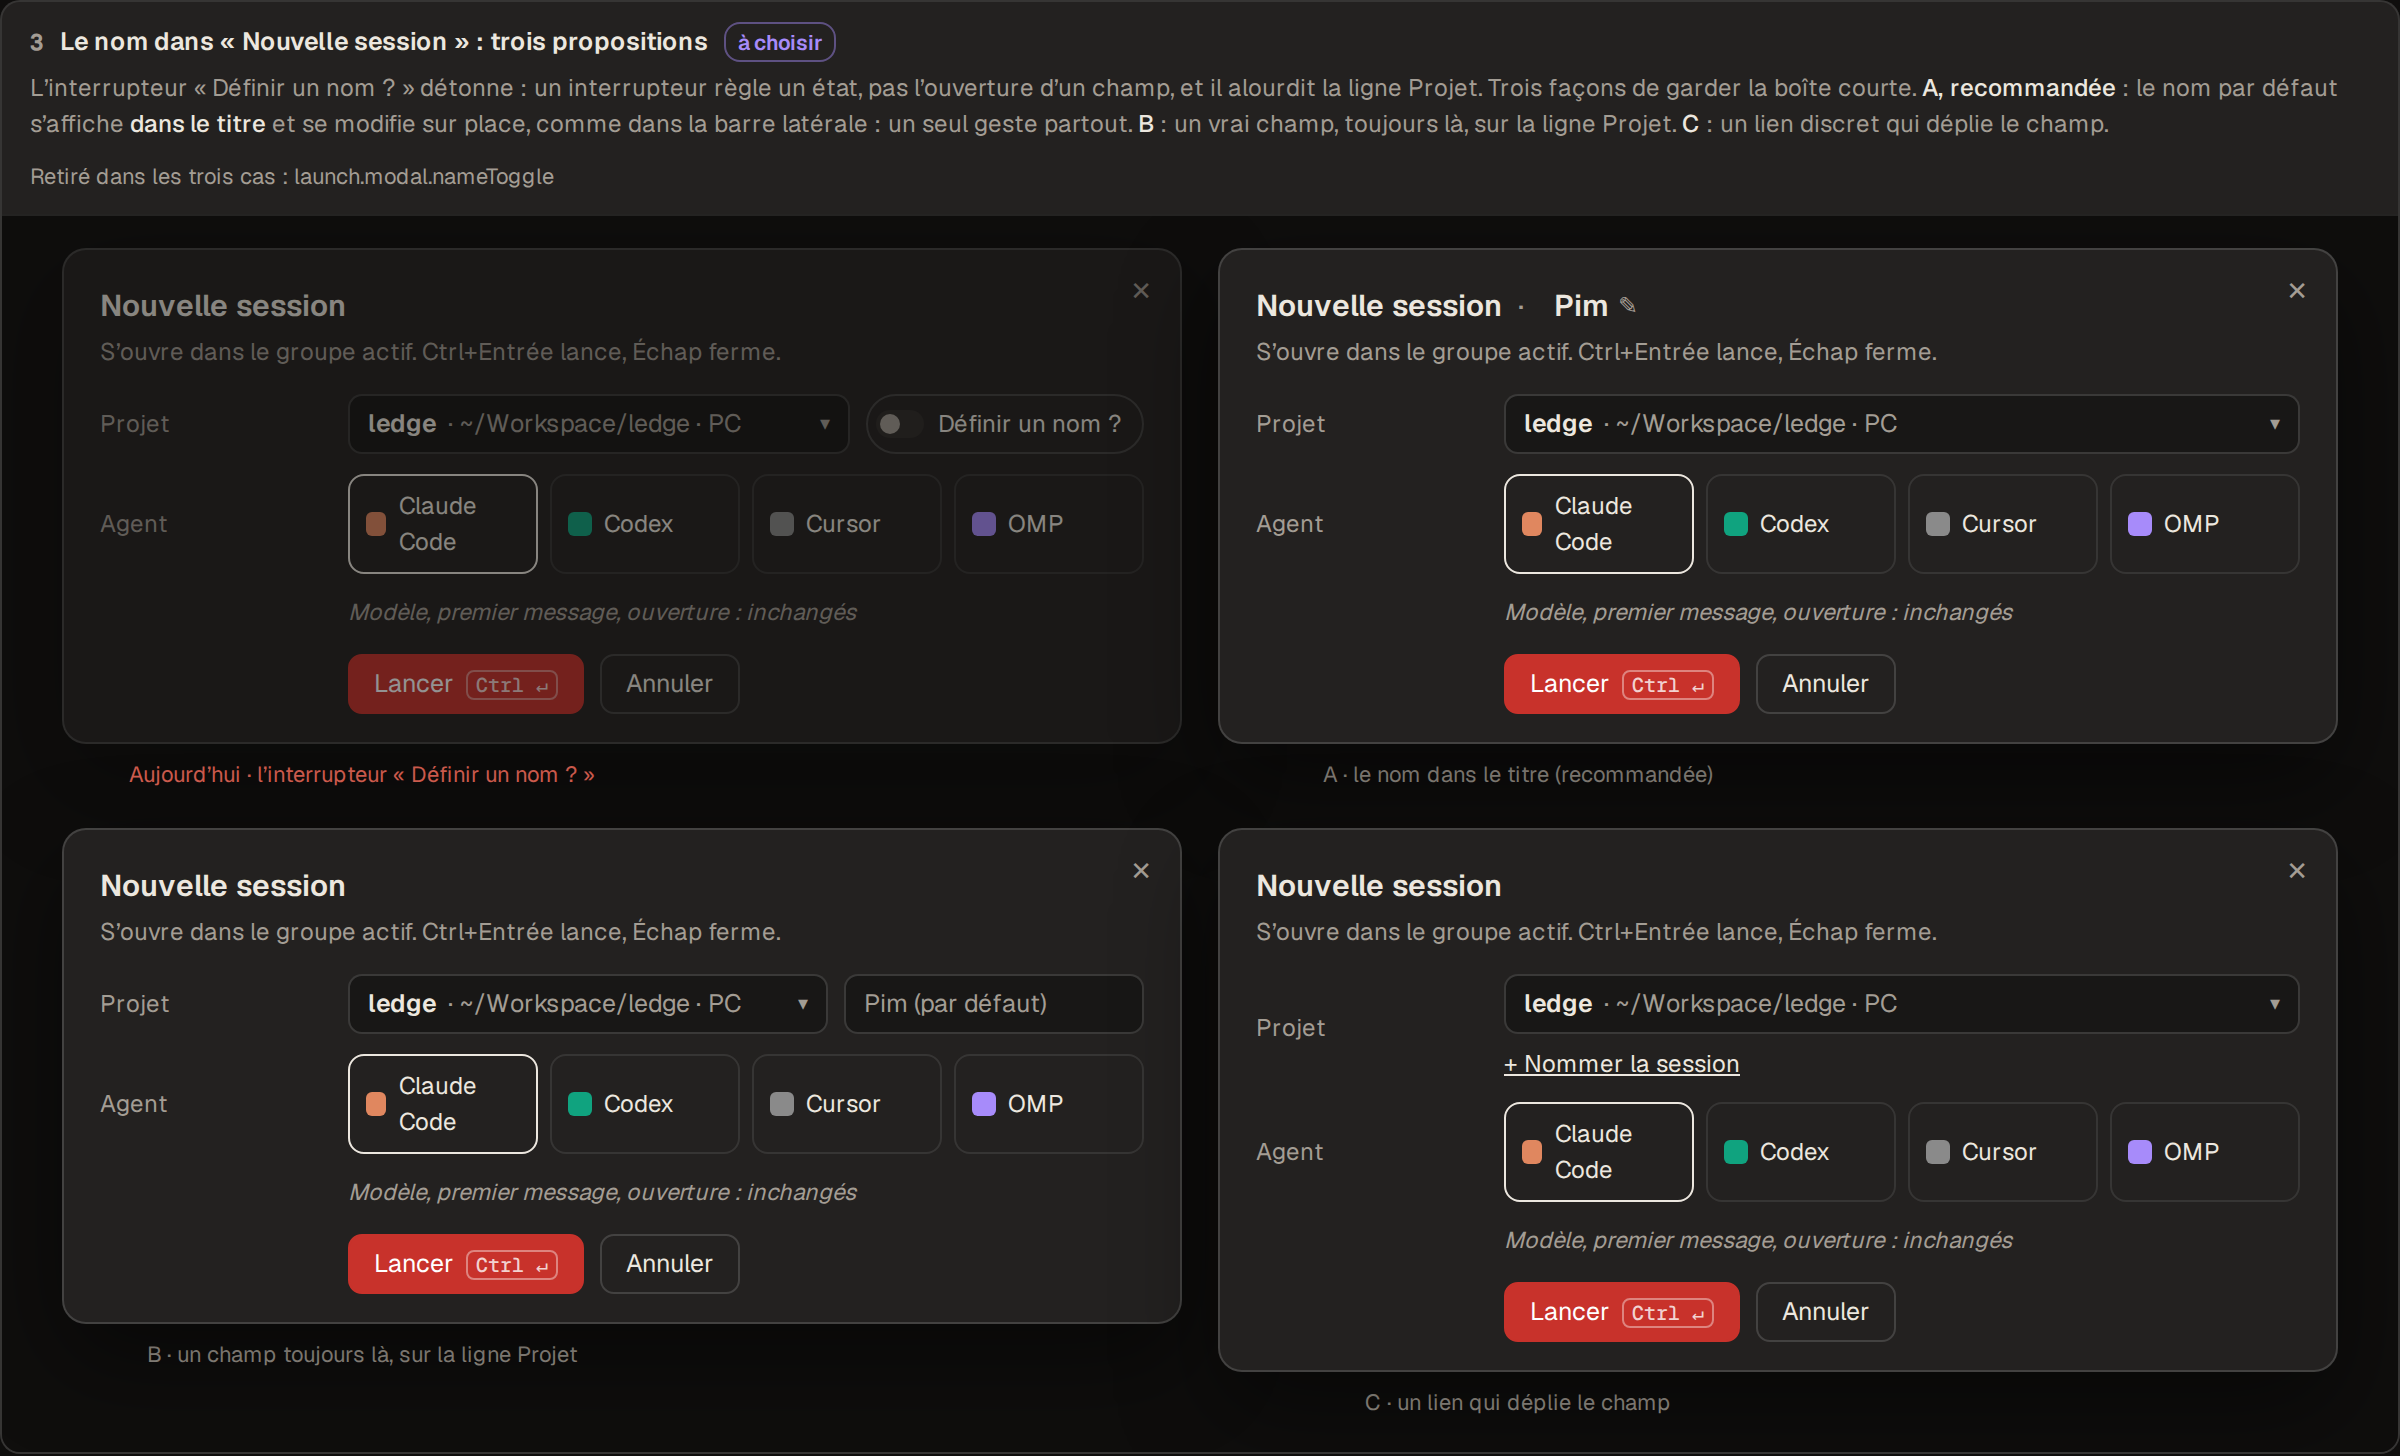 3 Le nom dans « Nouvelle session » : trois propositions à choisir
L’interrupteur « Définir un nom ? » détonne : un interrupteur règle un état, pas l’ouverture d’un champ, et il alourdit la ligne Projet. Trois façons de garder la boîte courte. A, recommandée : le nom par défaut
s’affiche dans le titre et se modifie sur place, comme dans la barre latérale : un seul geste partout. B : un vrai champ, toujours là, sur la ligne Projet. C : un lien discret qui déplie le champ.
Retiré dans les trois cas : launch.modal.nameToggle
Nouvelle session ✕
S’ouvre dans le groupe actif. Ctrl+Entrée lance, Échap ferme.
Projet ledge · ~/Workspace/ledge · PC ▾ Définir un nom ?
Agent Claude Code Codex Cursor OMP
Modèle, premier message, ouverture : inchangés
Lancer Ctrl ↵ Annuler
Aujourd’hui · l’interrupteur « Définir un nom ? »
Nouvelle session · Pim ✎ ✕
S’ouvre dans le groupe actif. Ctrl+Entrée lance, Échap ferme.
Projet ledge · ~/Workspace/ledge · PC ▾
Agent Claude Code Codex Cursor OMP
Modèle, premier message, ouverture : inchangés
Lancer Ctrl ↵ Annuler
A · le nom dans le titre (recommandée)
Nouvelle session ✕
S’ouvre dans le groupe actif. Ctrl+Entrée lance, Échap ferme.
Projet ledge · ~/Workspace/ledge · PC ▾ Pim (par défaut)
Agent Claude Code Codex Cursor OMP
Modèle, premier message, ouverture : inchangés
Lancer Ctrl ↵ Annuler
B · un champ toujours là, sur la ligne Projet
Nouvelle session ✕
S’ouvre dans le groupe actif. Ctrl+Entrée lance, Échap ferme.
Projet ledge · ~/Workspace/ledge · PC ▾
+ Nommer la session
Agent Claude Code Codex Cursor OMP
Modèle, premier message, ouverture : inchangés
Lancer Ctrl ↵ Annuler
C · un lien qui déplie le champ